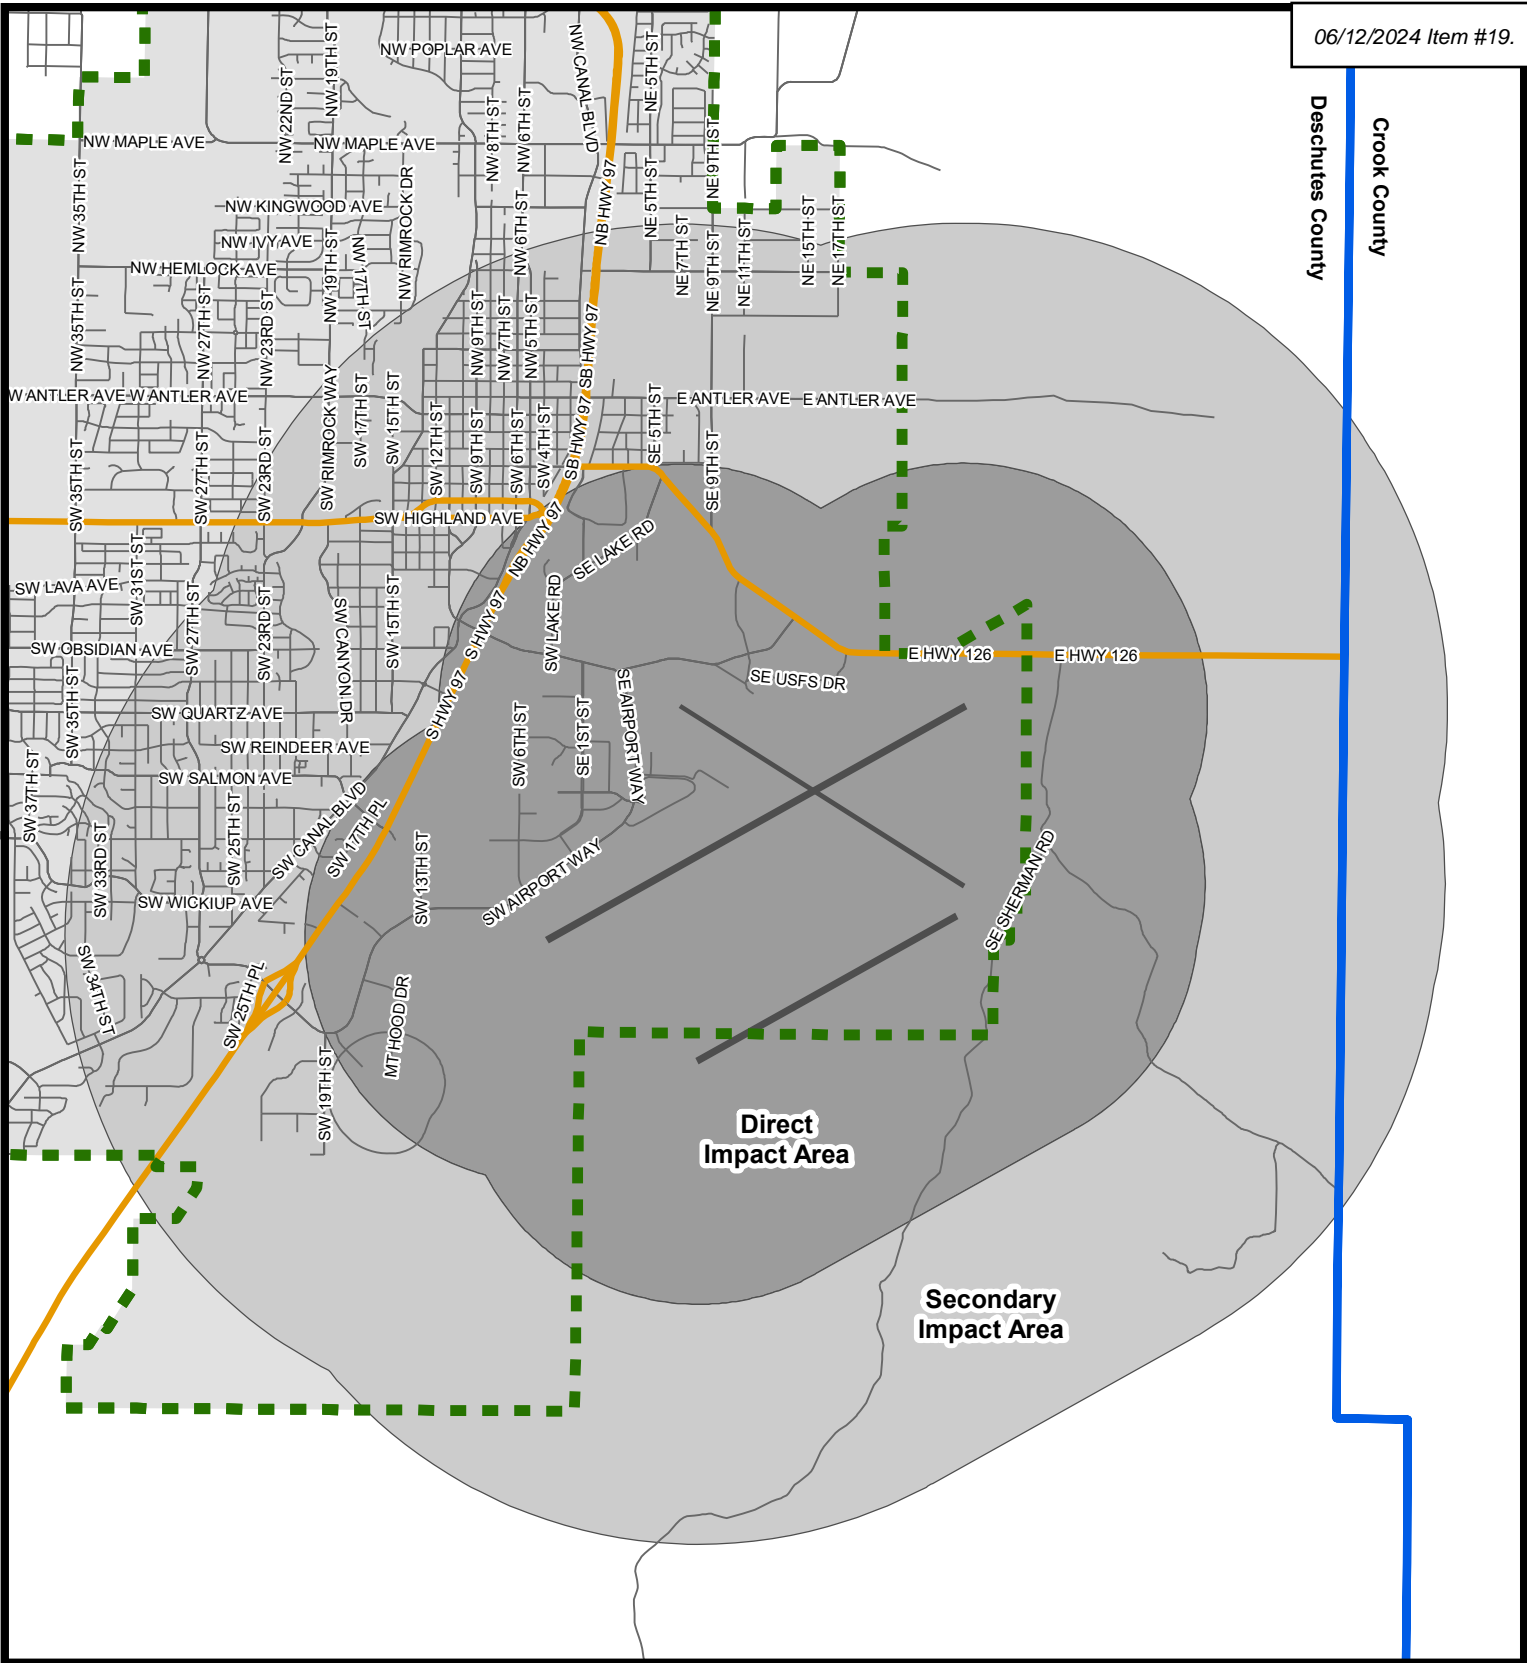 06/12/2024 Item #19.
Deschutes County
Crook County
NW POPLAR AVE
NW 19TH ST
NW 22ND ST
NW CANAL BLVD
NE 5TH ST
NW 8TH ST
NW 6TH ST
NW MAPLE AVE
NW MAPLE AVE
NE 9TH ST
NB HWY 97
NW 35TH ST
NW RIMROCK DR
NE 5TH ST
NW KINGWOOD AVE
NW IVY AVE
NW 19TH ST
NW 17TH ST
NW 6TH ST
NE 7TH ST
NE 9TH ST
NE 11TH ST
NE 15TH ST
NE 17TH ST
NW HEMLOCK AVE
NW 35TH ST
NW 27TH ST
NW 23RD ST
NW 9TH ST
NW 7TH ST
NW 5TH ST
SB HWY 97
W ANTLER AVE
W ANTLER AVE
SW RIMROCK WAY
SW 17TH ST
SW 15TH ST
SW 12TH ST
SW 9TH ST
SW 6TH ST
SW 4TH ST
SB HWY 97
SE 5TH ST
E ANTLER AVE
E ANTLER AVE
SE 9TH ST
SW 35TH ST
SW 27TH ST
SW 23RD ST
SW HIGHLAND AVE
NB HWY 97
SE LAKE RD
SW LAVA AVE
SW 31ST ST
SW 27TH ST
SW 23RD ST
SW CANYON DR
SW 15TH ST
S HWY 97
SW LAKE RD
SW OBSIDIAN AVE
E HWY 126
E HWY 126
SE USFS DR
SW 35TH ST
SW QUARTZ AVE
S HWY 97
SW 6TH ST
SE 1ST ST
SE AIRPORT WAY
SW REINDEER AVE
SW SALMON AVE
SW 37TH ST
SW 33RD ST
SW 25TH ST
SW CANAL BLVD
SW 17TH PL
SW 13TH ST
SW AIRPORT WAY
SE SHERMAN RD
SW WICKIUP AVE
SW 34TH ST
SW 25TH PL
MT HOOD DR
SW 19TH ST
Direct
Impact Area
Secondary
Impact Area